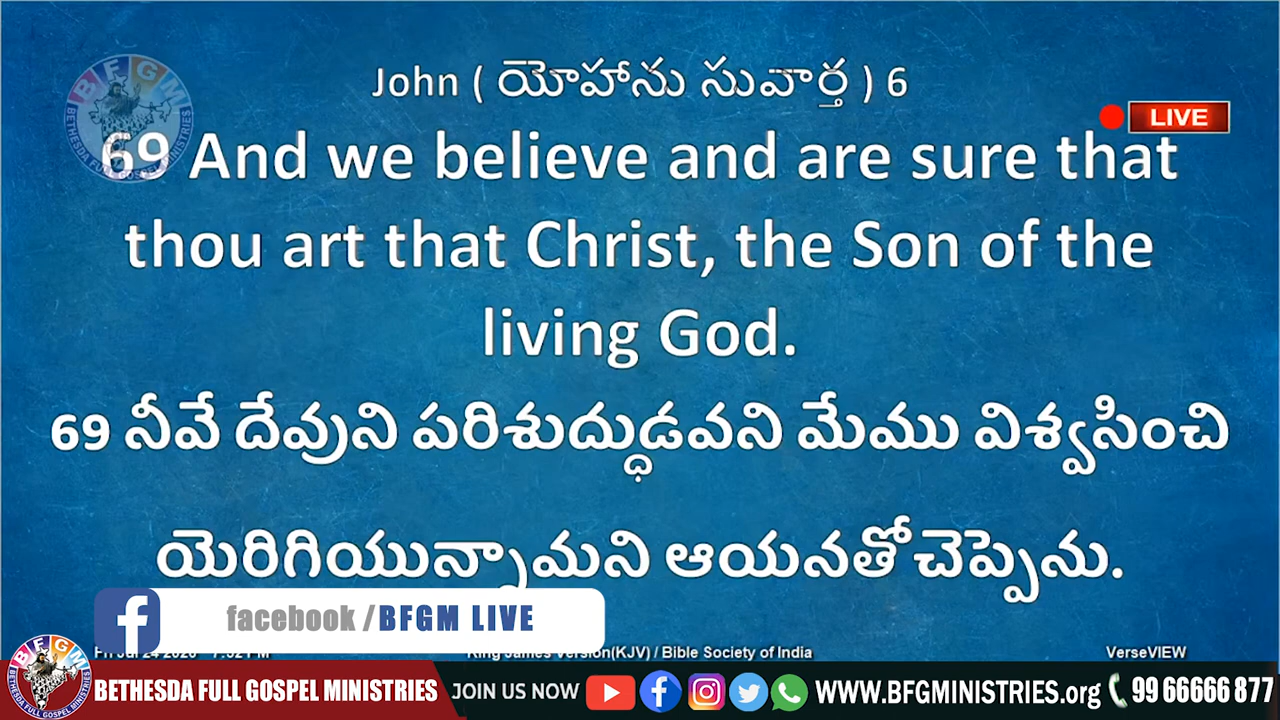 John ( యోహాను సువార్త ) 6
LIVE
69 And we believe and are sure that
thou art that Christ, the Son of the
living God.
69 నీవే దేవుని పరిశుద్ధుడవని మేము విశ్వసించి
యెరిగియున్నామని ఆయనతో చెప్పెను.
facebook / BFGM LIVE
King James Version(KJV) / Bible Society of India
VerseVIEW
BFGM
BETHESDA FULL GOSPEL MINISTRIES JOIN US NOW WWW.BFGMINISTRIES.org 99 66666 877